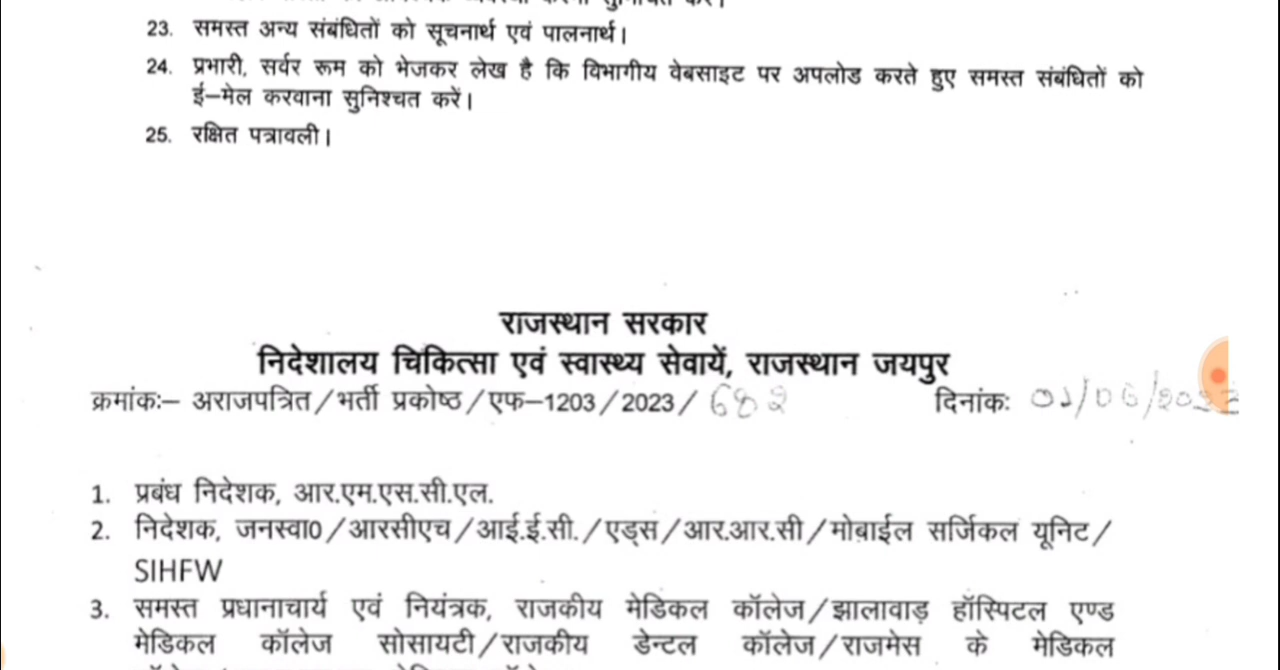 23. समस्त अन्य संबंधितों को सूचनार्थ एवं पालनार्थ।
24. प्रभारी, सर्वर रूम को भेजकर लेख है कि विभागीय वेबसाइट पर अपलोड करते हुए समस्त संबंधितों को
ई–मेल करवाना सुनिश्चत करें।
25. रक्षित पत्रावली।
राजस्थान सरकार
निदेशालय चिकित्सा एवं स्वास्थ्य सेवायें, राजस्थान जयपुर
क्रमांकः– अराजपत्रित/भर्ती प्रकोष्ठ/एफ–1203/2023/ 682 दिनांकः
1. प्रबंध निदेशक, आर.एम.एस.सी.एल.
2. निदेशक, जनस्वा0/आरसीएच/आई.ई.सी./एड्स/आर.आर.सी/मोबाईल सर्जिकल यूनिट/
SIHFW
3. समस्त प्रधानाचार्य एवं नियंत्रक, राजकीय मेडिकल कॉलेज/झालावाड़ हॉस्पिटल एण्ड
मेडिकल कॉलेज सोसायटी/राजकीय डेन्टल कॉलेज/राजमेस के मेडिकल